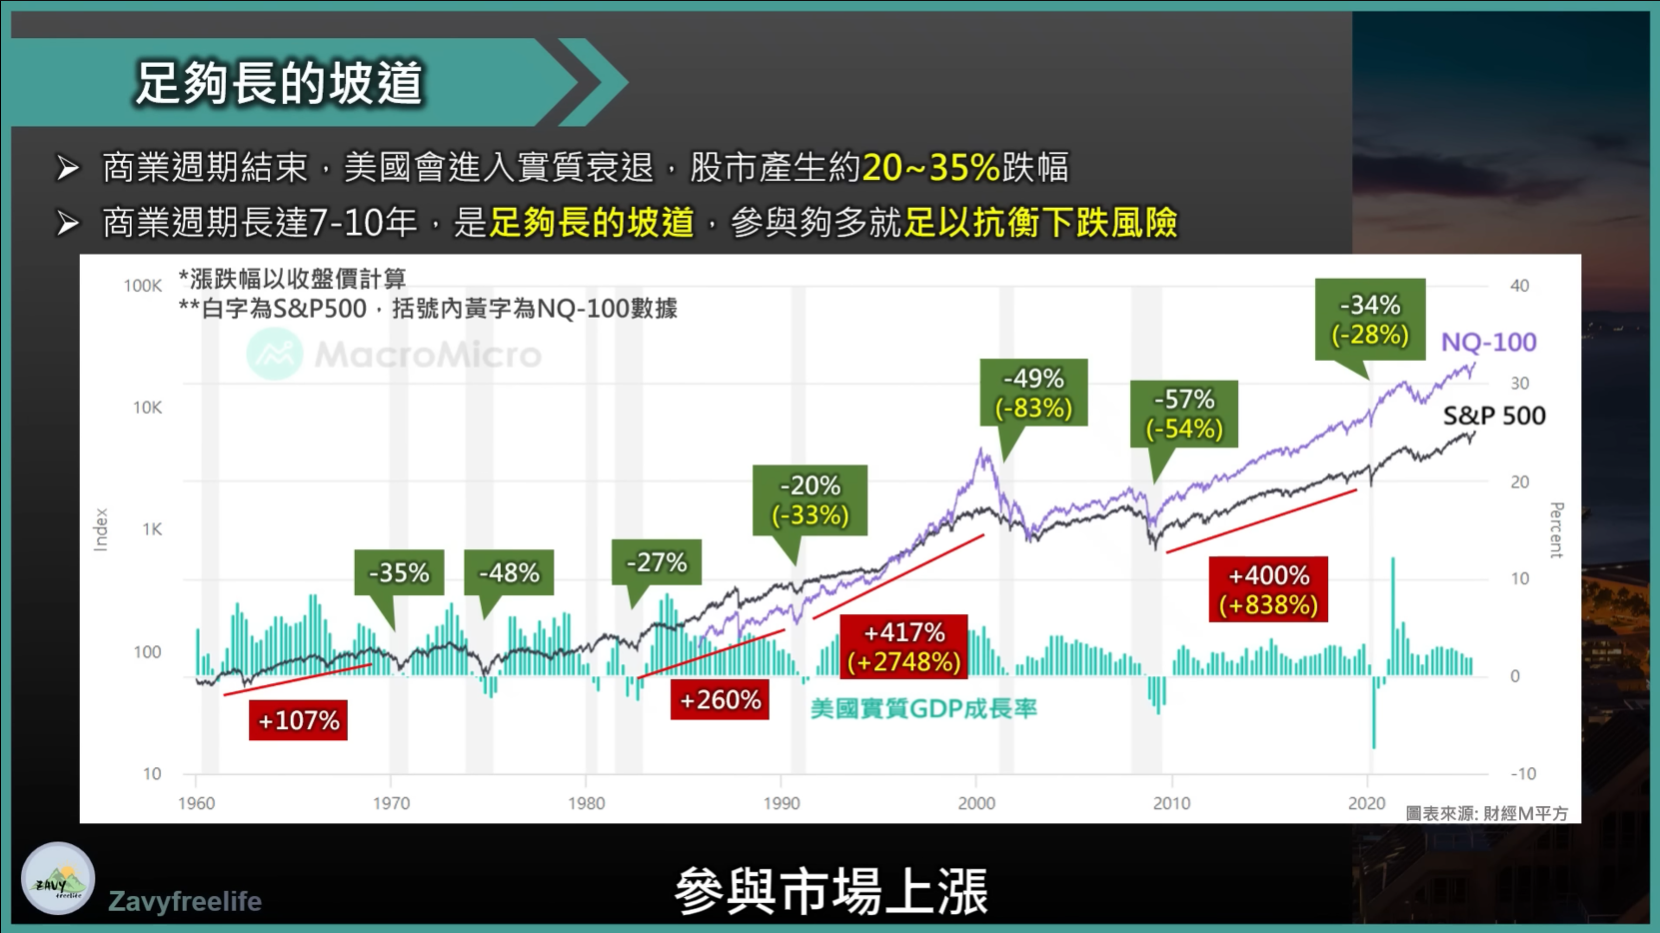 足夠長的坡道
商業週期結束，美國會進入實質衰退，股市產生約20~35%跌幅
商業週期長達7-10年，是足夠長的坡道，參與夠多就足以抗衡下跌風險
*漲跌幅以收盤價計算
**白字為S&P500，括號內黃字為NQ-100數據
MacroMicro
100K
10K
1K
100
10
Index
40
30
20
10
0
-10
Percent
-35%
-48%
-27%
-20%
(-33%)
-49%
(-83%)
-57%
(-54%)
-34%
(-28%)
NQ-100
S&P 500
+107%
+260%
+417%
(+2748%)
+400%
(+838%)
美國實質GDP成長率
1960
1970
1980
1990
2000
2010
2020
圖表來源: 財經M平方
ZAVY
freelife
Zavyfreelife
參與市場上漲